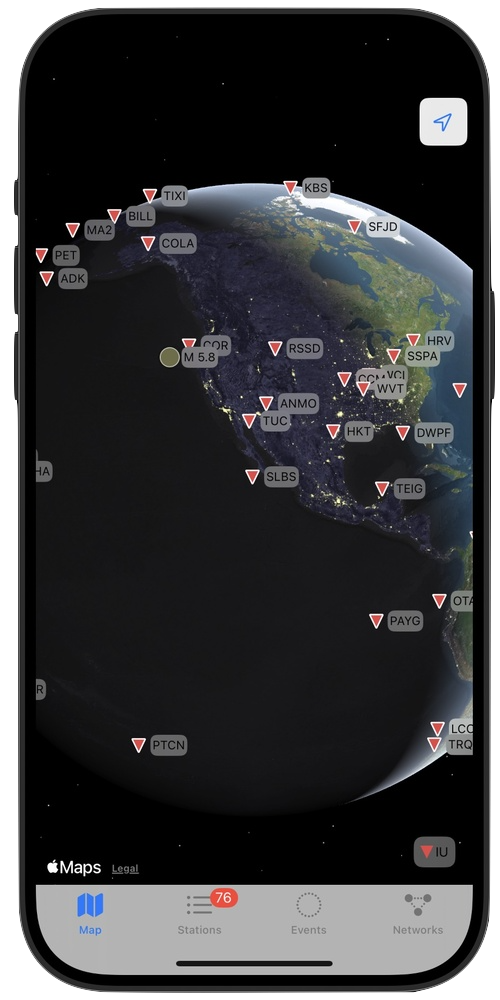 TIXI
KBS
BILL
MA2
SFJD
COLA
PET
ADK
COR
M 5.8
RSSD
HRV
SSPA
CCM
WCI
WVT
ANMO
TUC
HKT
DWPF
HA
SLBS
TEIG
OTA
PAYG
R
LCO
TRQ
PTCN
IU
Maps Legal
76
Map Stations Events Networks